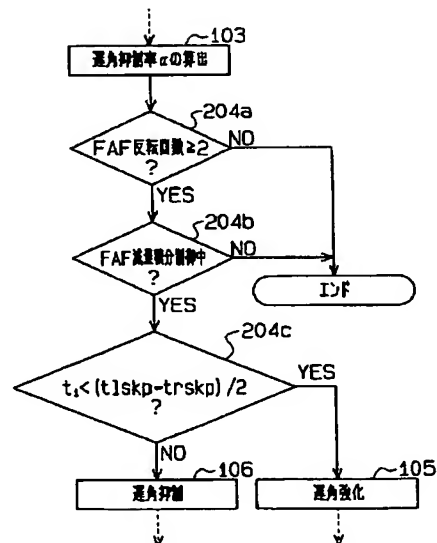 103
遅角抑制率αの算出
204a
FAF反転回数≧2
?
NO
YES
204b
FAF流量積分制御中
?
NO
YES
エンド
204c
t₁<(tlskp-trskp)/2
?
YES
NO
106
遅角抑制
105
遅角強化